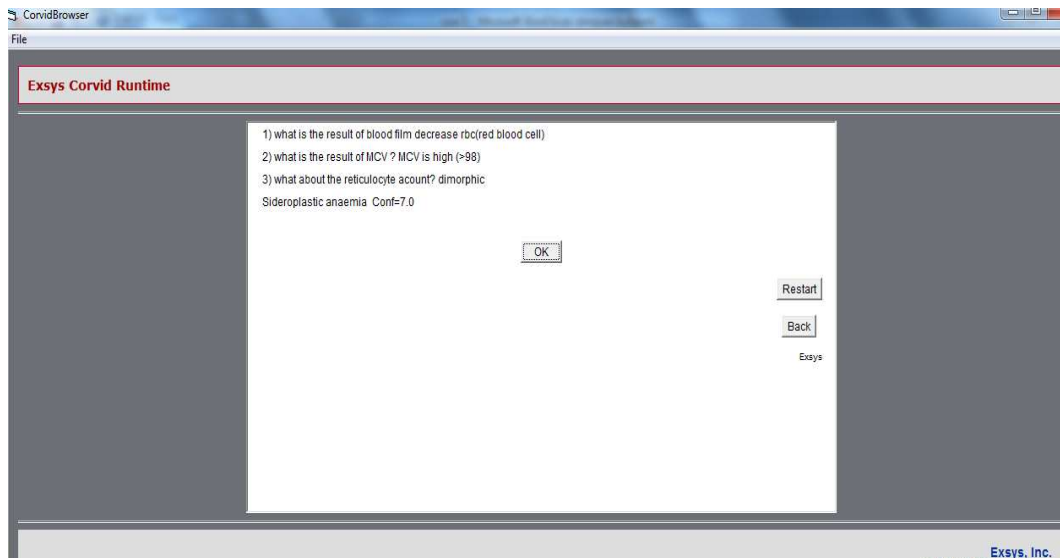 CorvidBrowser
File
Exsys Corvid Runtime
1) what is the result of blood film decrease rbc(red blood cell)
2) what is the result of MCV ? MCV is high (>98)
3) what about the reticulocyte acount? dimorphic
Sideroplastic anaemia Conf=7.0
OK
Restart
Back
Exsys
Exsys, Inc.